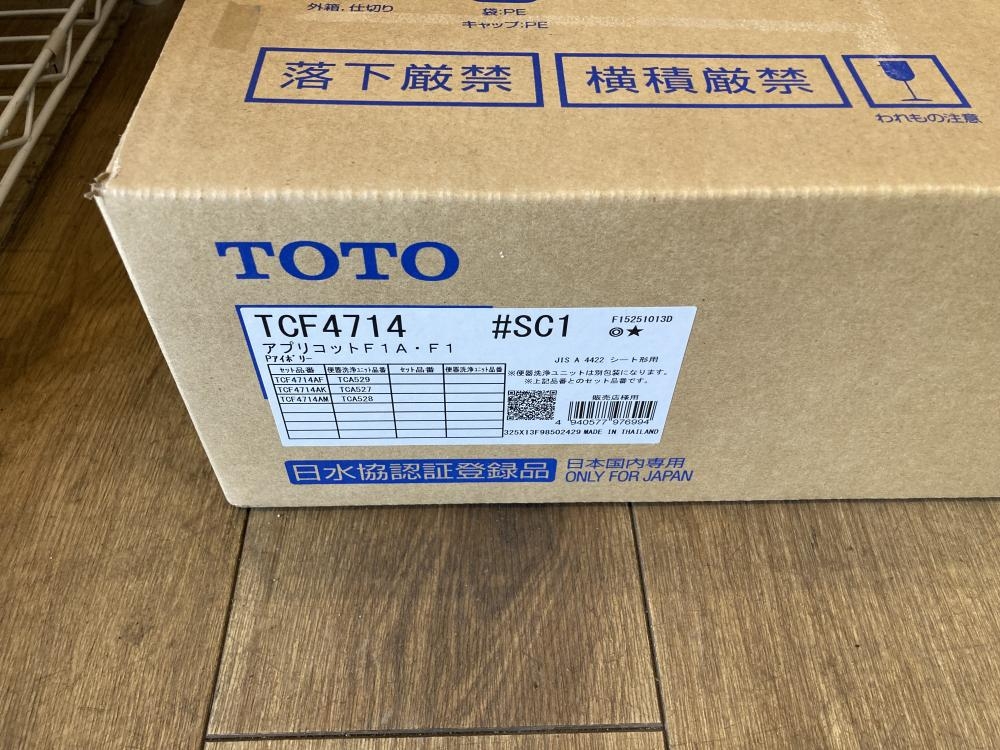 外箱.仕切り
袋:PE
キャップ:PE
落下厳禁
横積厳禁
われもの注意
TOTO
TCF4714 #SC1 F15251013D
◎★
アプリコットF1A・F1
Pアイボリー
JIS A 4422 シート形用
セット品番 便器洗浄ユニット品番 セット品番 便器洗浄ユニット品番
TCF4714AF TCA529
TCF4714AK TCA527
TCF4714AM TCA528
※便器洗浄ユニットは別包装になります。
※上記品番とのセット品番です。
販売店様用
4 940577 976994
325X13F98502429 MADE IN THAILAND
日水協認証登録品
日本国内専用
ONLY FOR JAPAN